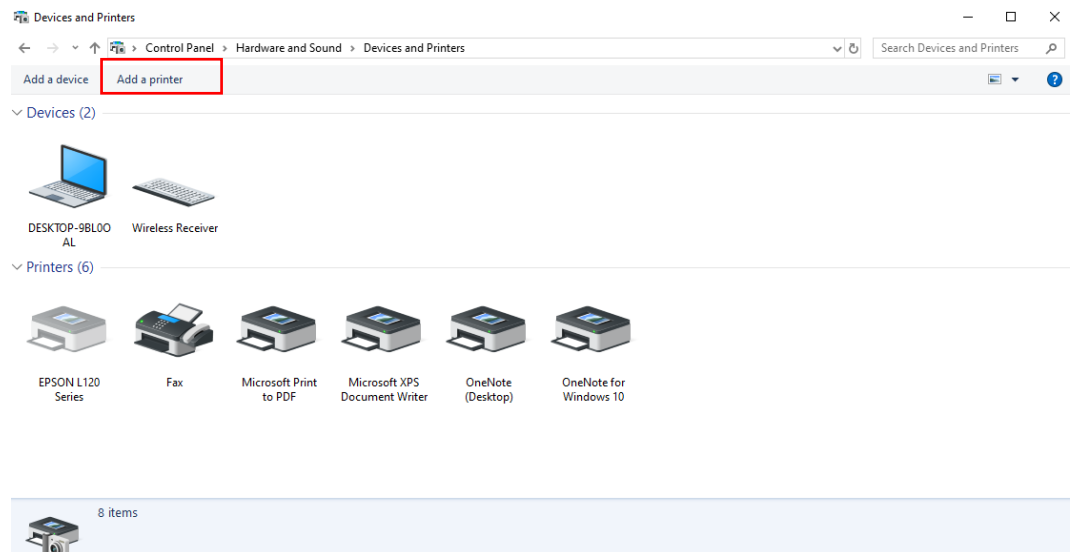 Devices and Printers
Control Panel > Hardware and Sound > Devices and Printers
Search Devices and Printers
Add a device Add a printer
?
Devices (2)
DESKTOP-9BL0O
AL
Wireless Receiver
Printers (6)
EPSON L120
Series
Fax
Microsoft Print
to PDF
Microsoft XPS
Document Writer
OneNote
(Desktop)
OneNote for
Windows 10
8 items